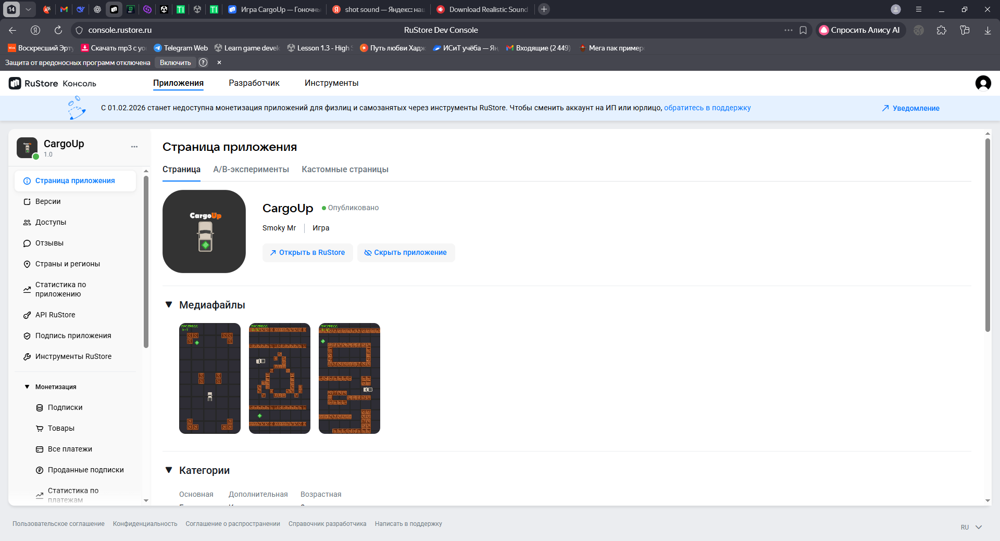 14
Игра CargoUp — Гоночны
shot sound — Яндекс: на
Download Realistic Sound
console.rustore.ru
RuStore Dev Console
Спросить Алису AI
Воскресший Эрту
Скачать mp3 с yo
Telegram Web
Learn game devel
Lesson 1.3 - High S
Путь любви Хадж
ИСиТ учёба — Ян
Входящие (2 449)
Мега пак пример
Защита от вредоносных программ отключена
Включить
RuStore Консоль
Приложения
Разработчик
Инструменты
С 01.02.2026 станет недоступна монетизация приложений для физлиц и самозанятых через инструменты RuStore. Чтобы сменить аккаунт на ИП или юрлицо, обратитесь в поддержку
Уведомление
CargoUp
1.0
Страница приложения
Версии
Доступы
Отзывы
Страны и регионы
Статистика по
приложению
API RuStore
Подпись приложения
Инструменты RuStore
Монетизация
Подписки
Товары
Все платежи
Проданные подписки
Статистика по
платежам
Страница приложения
Страница
A/B-эксперименты
Кастомные страницы
CargoUp
CargoUp
Опубликовано
Smoky Mr
Игра
Открыть в RuStore
Скрыть приложение
Медиафайлы
ПРОГРЕСС
ПРОГРЕСС
ПРОГРЕСС
Категории
Основная
Дополнительная
Возрастная
Пользовательское соглашение
Конфиденциальность
Соглашение о распространении
Справочник разработчика
Написать в поддержку
RU